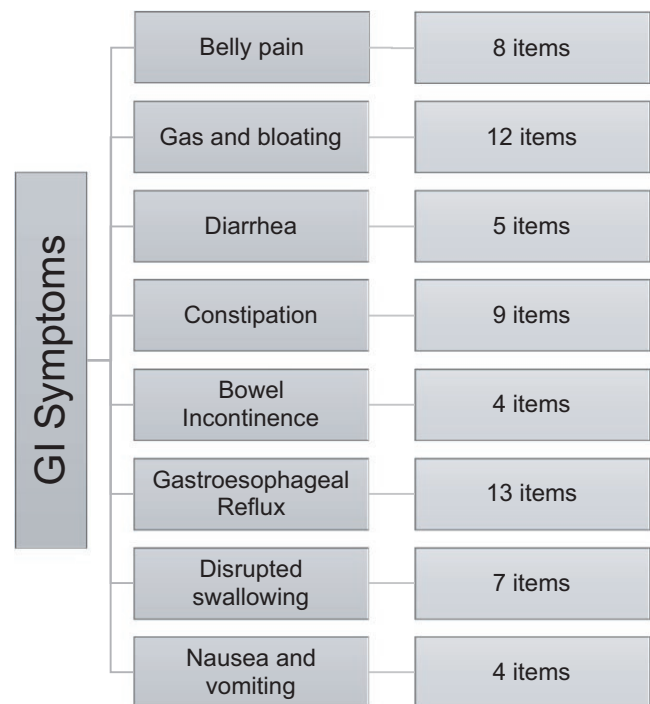 GI Symptoms
Belly pain
8 items
Gas and bloating
12 items
Diarrhea
5 items
Constipation
9 items
Bowel
Incontinence
4 items
Gastroesophageal
Reflux
13 items
Disrupted
swallowing
7 items
Nausea and
vomiting
4 items